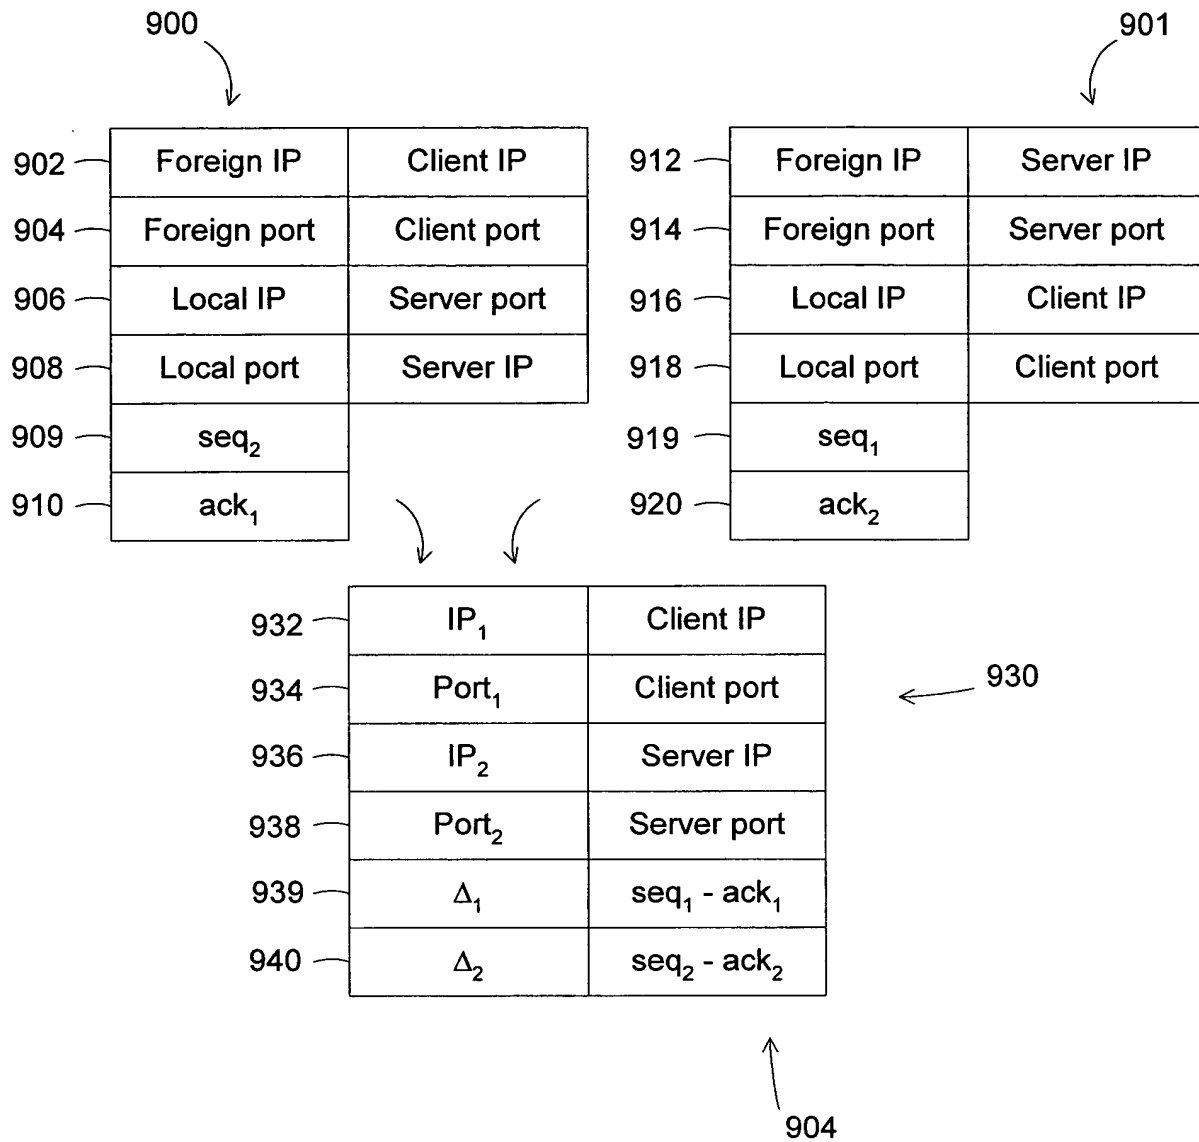 900
901
902 Foreign IP Client IP
904 Foreign port Client port
906 Local IP Server port
908 Local port Server IP
909 seq₂
910 ack₁
912 Foreign IP Server IP
914 Foreign port Server port
916 Local IP Client IP
918 Local port Client port
919 seq₁
920 ack₂
932 IP₁ Client IP
934 Port₁ Client port
936 IP₂ Server IP
938 Port₂ Server port
939 Δ₁ seq₁ - ack₁
940 Δ₂ seq₂ - ack₂
930
904